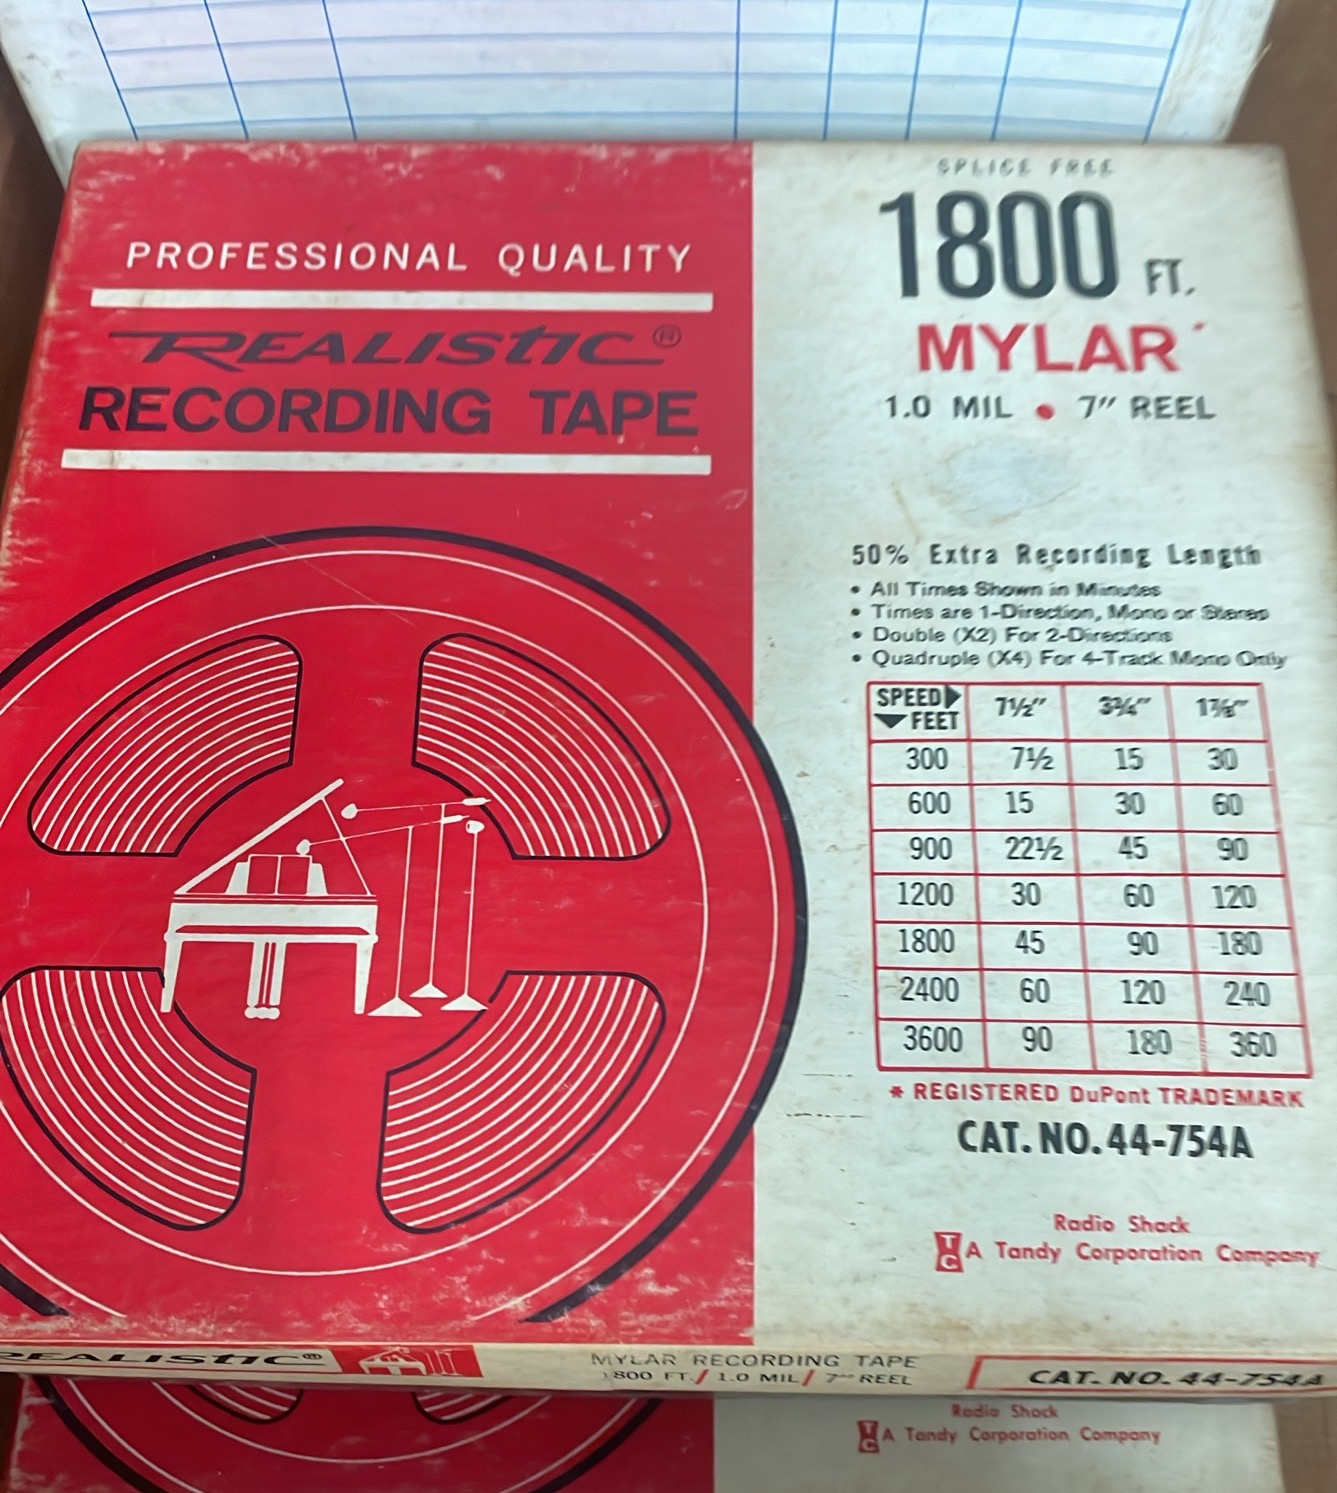 PROFESSIONAL QUALITY
REALISTIC®
RECORDING TAPE
SPLICE FREE
1800 FT.
MYLAR*
1.0 MIL • 7" REEL
50% Extra Recording Length
• All Times Shown in Minutes
• Times are 1-Direction, Mono or Stereo
• Double (X2) For 2-Directions
• Quadruple (X4) For 4-Track Mono Only
SPEED▶ ▼FEET 7½" 3¾" 1⅞"
300 7½ 15 30
600 15 30 60
900 22½ 45 90
1200 30 60 120
1800 45 90 180
2400 60 120 240
3600 90 180 360
* REGISTERED DuPont TRADEMARK
CAT. NO. 44-754A
Radio Shack
TC A Tandy Corporation Company
REALISTIC®
MYLAR RECORDING TAPE
1800 FT./ 1.0 MIL/ 7" REEL
CAT. NO. 44-754A
Radio Shack
TC A Tandy Corporation Company